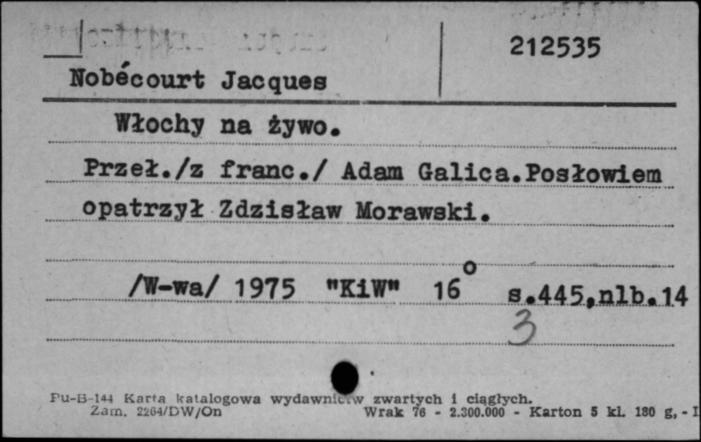 212535
Nobécourt Jacques
Włochy na żywo.
Przeł./z franc./ Adam Galica.Posłowiem
opatrzył Zdzisław Morawski.
/W-wa/ 1975 "KiW" 16° s.445,nlb.14
3
Pu-B-144 Karta katalogowa wydawnictw zwartych i ciągłych.
Zam. 2264/DW/On Wrak 76 - 2.300.000 - Karton 5 kl. 180 g, - I